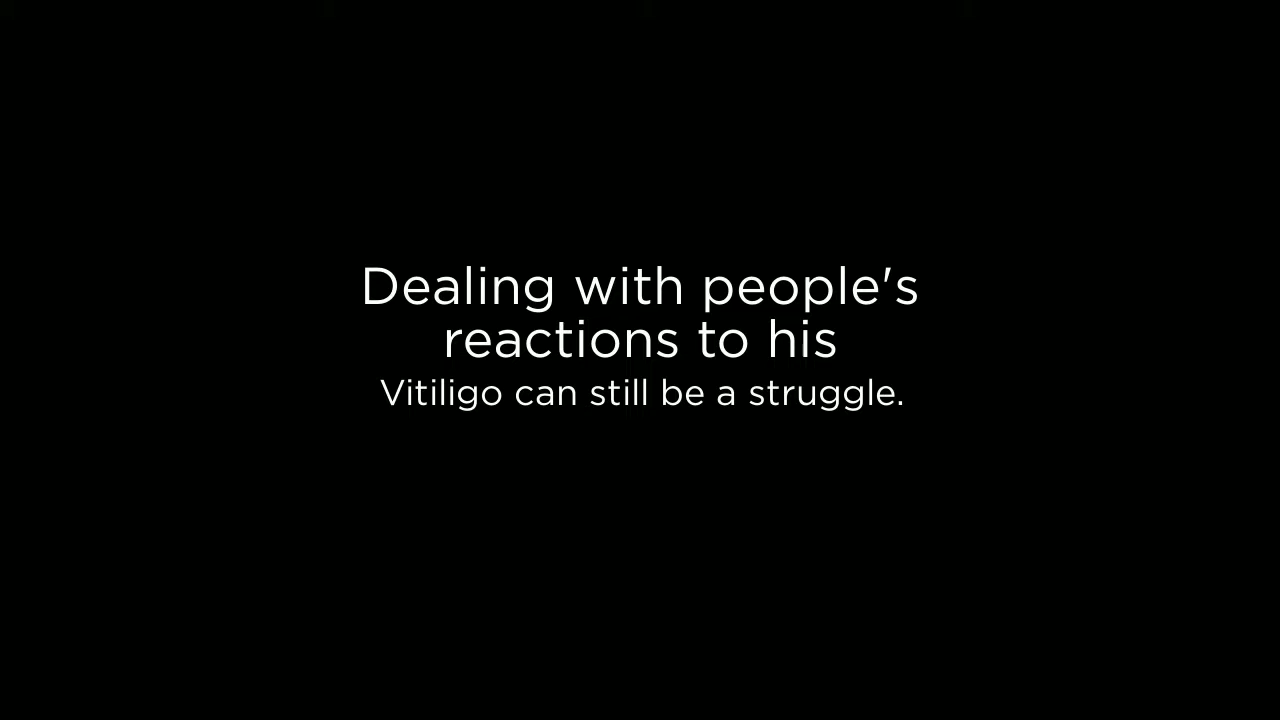 Dealing with people's
reactions to his
Vitiligo can still be a struggle.